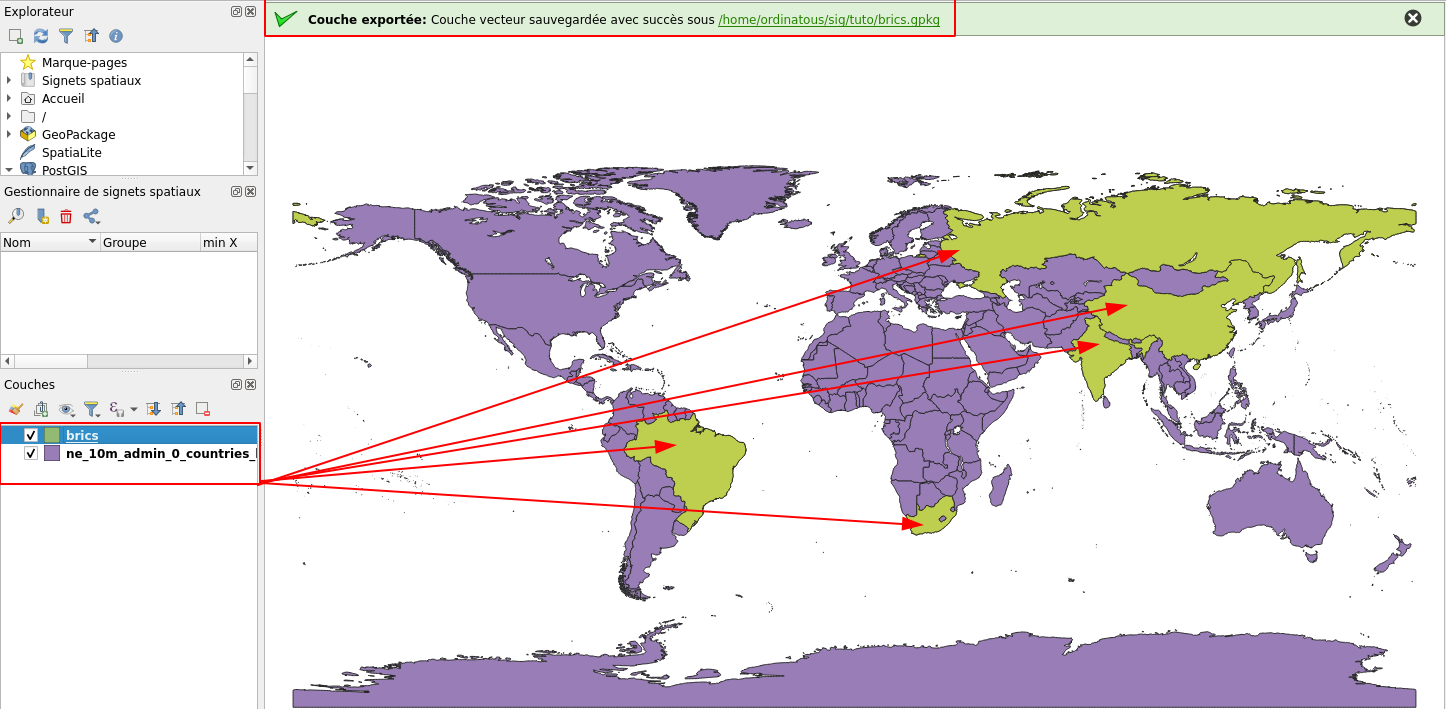 Explorateur
Couche exportée: Couche vecteur sauvegardée avec succès sous /home/ordinatous/sig/tuto/brics.gpkg
Marque-pages
Signets spatiaux
Accueil
/
GeoPackage
SpatiaLite
PostGIS
Gestionnaire de signets spatiaux
Nom Groupe min X
Couches
brics
ne_10m_admin_0_countries_